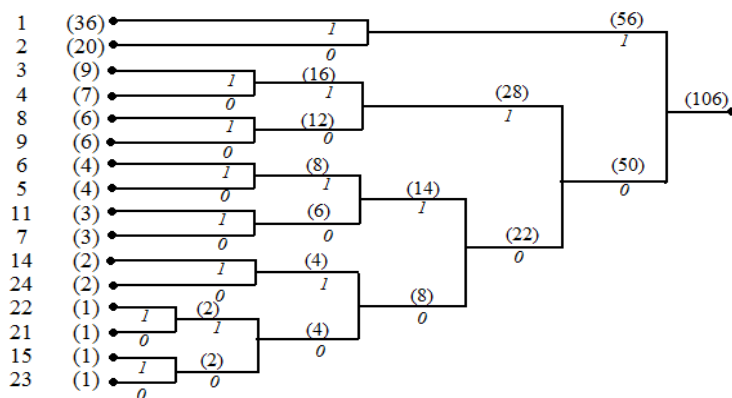 1 (36) 1 (56)
2 (20) 0 1
3 (9) 1 (16)
4 (7) 0 1 (28) (106)
8 (6) 1 (12) 1
9 (6) 0 0
6 (4) 1 (8) (50)
5 (4) 0 1 (14) 0
11 (3) 1 (6) 1
7 (3) 0 0 (22)
14 (2) 1 (4) 0
24 (2) 0 1 (8)
22 (1) 1 (2) 0
21 (1) 0 1 (4)
15 (1) 1 (2) 0
23 (1) 0 0